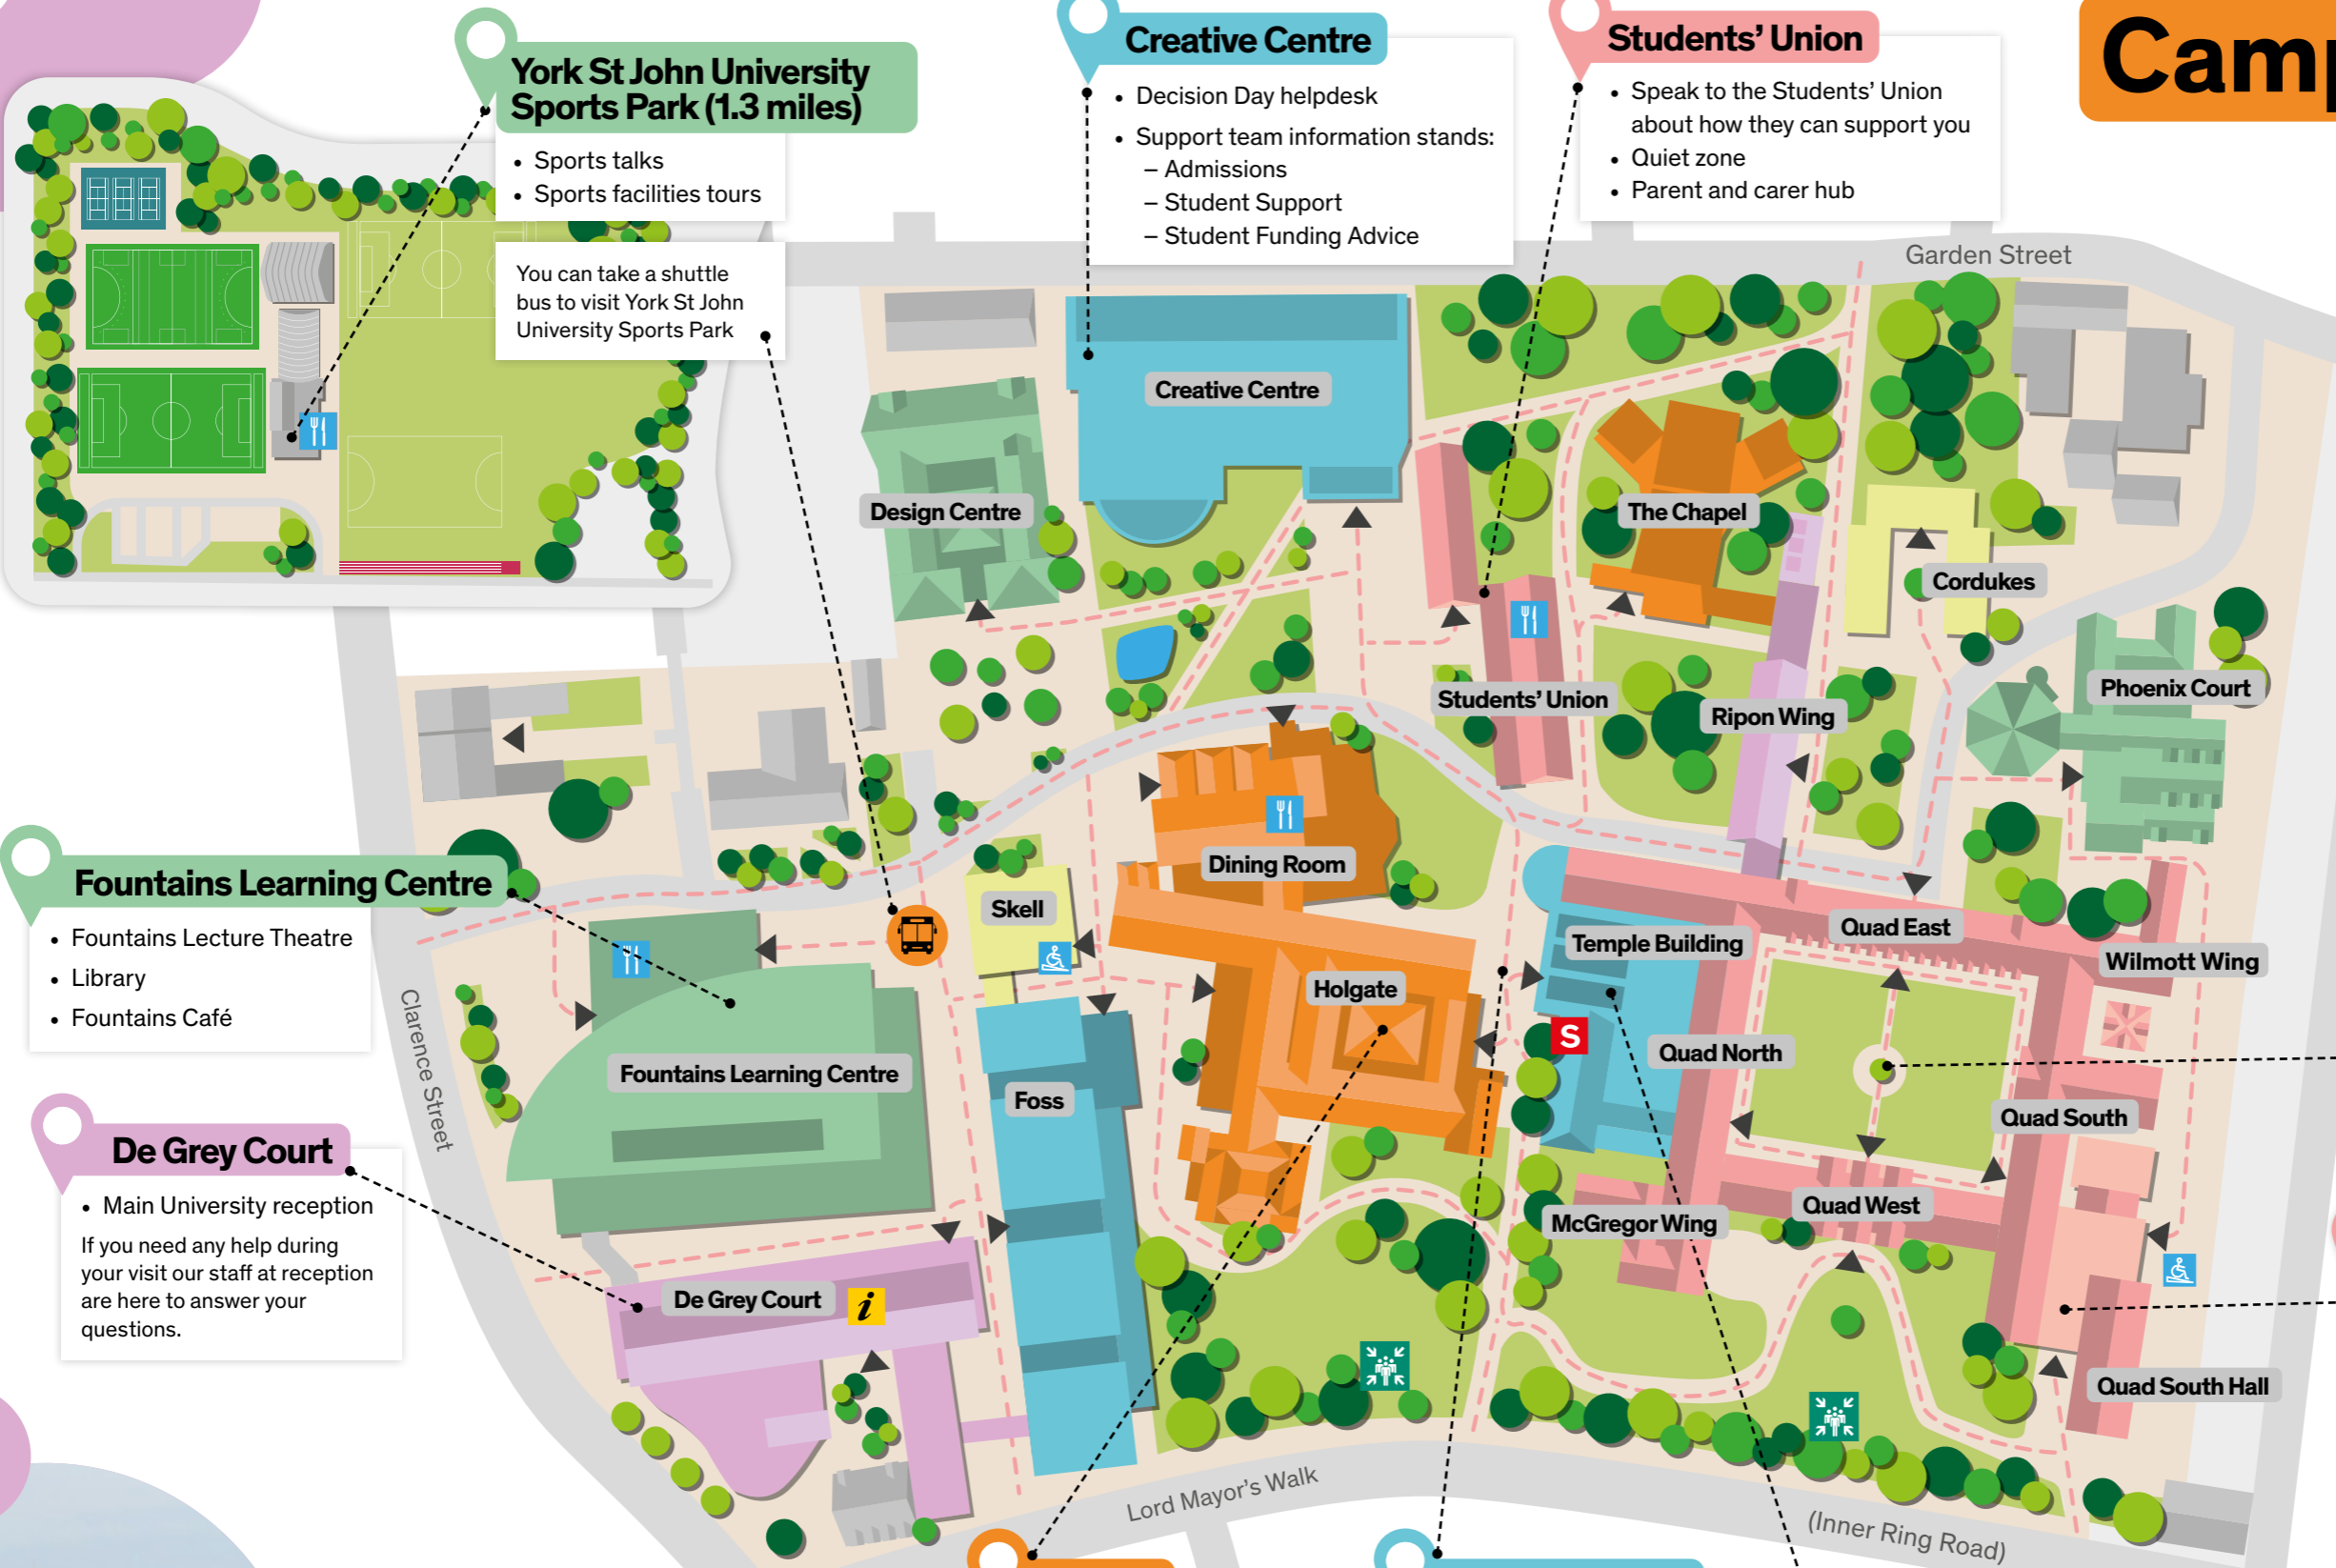 York St John University
Sports Park (1.3 miles)
• Sports talks
• Sports facilities tours
You can take a shuttle
bus to visit York St John
University Sports Park
Creative Centre
• Decision Day helpdesk
• Support team information stands:
– Admissions
– Student Support
– Student Funding Advice
Students' Union
• Speak to the Students' Union
about how they can support you
• Quiet zone
• Parent and carer hub
Camp
Garden Street
Creative Centre
Design Centre
The Chapel
Cordukes
Students' Union
Ripon Wing
Phoenix Court
Fountains Learning Centre
• Fountains Lecture Theatre
• Library
• Fountains Café
Dining Room
Skell
Temple Building
Quad East
Wilmott Wing
Holgate
S
Quad North
Clarence Street
Fountains Learning Centre
Foss
Quad South
De Grey Court
• Main University reception
If you need any help during
your visit our staff at reception
are here to answer your
questions.
McGregor Wing
Quad West
De Grey Court
i
Quad South Hall
Lord Mayor's Walk
(Inner Ring Road)